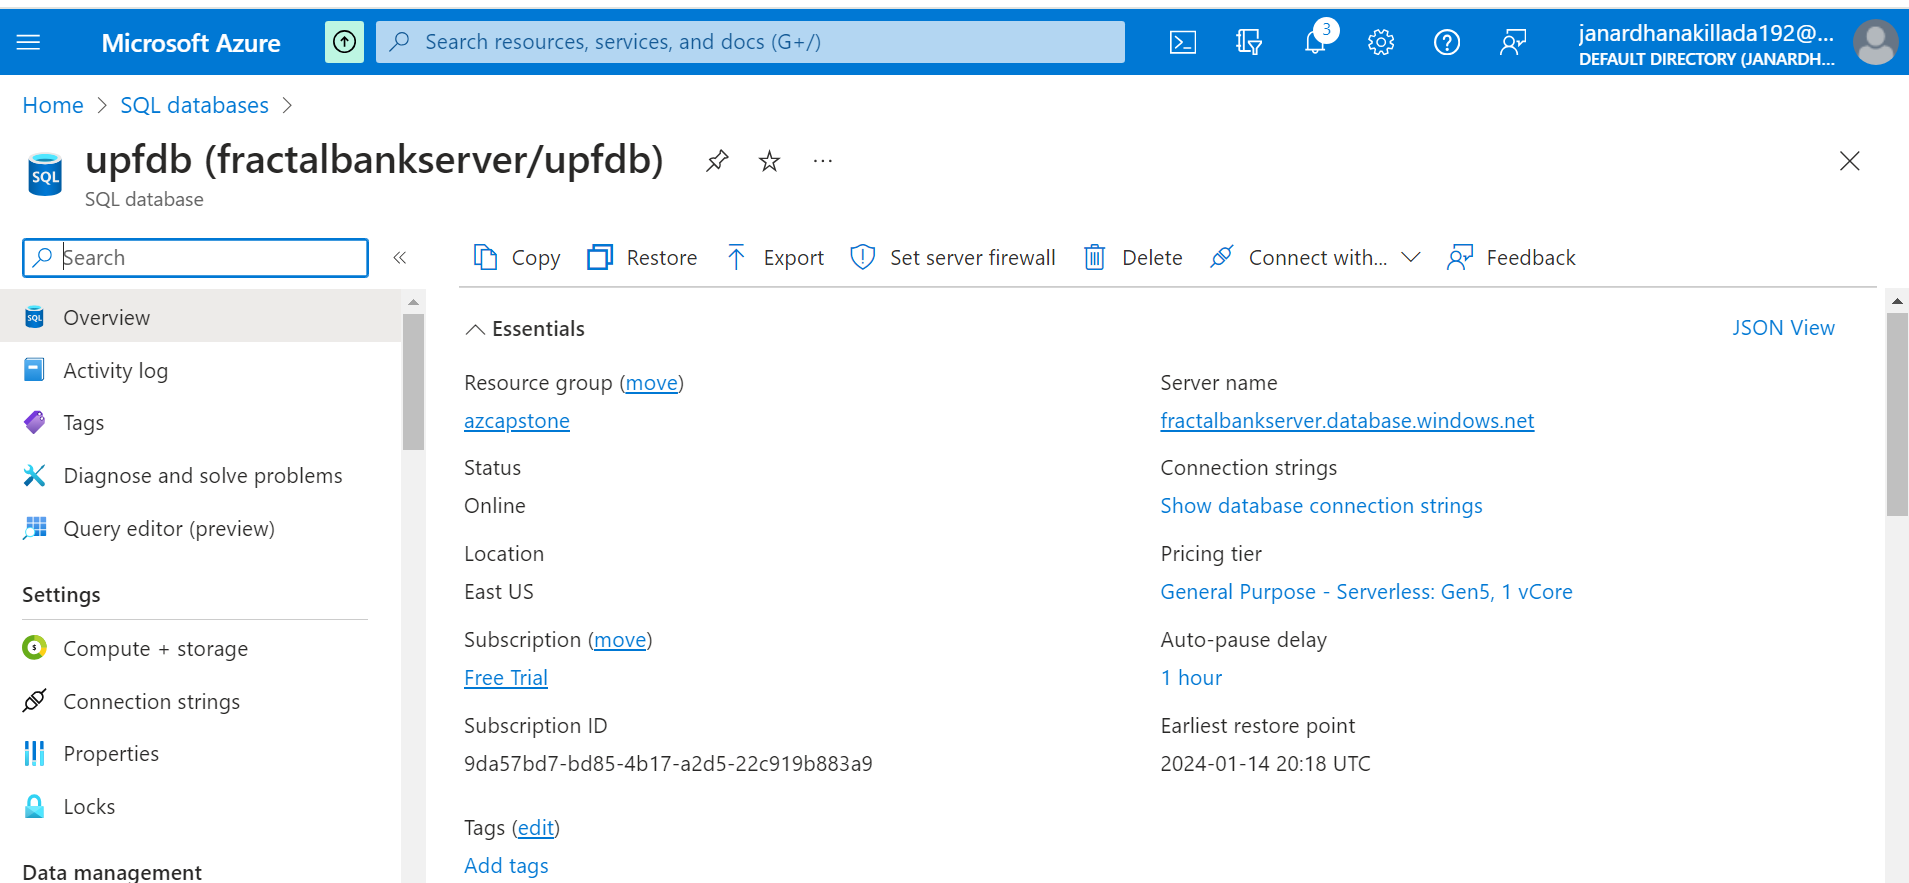 Microsoft Azure
Search resources, services, and docs (G+/)
3
janardhanakillada192@...
DEFAULT DIRECTORY (JANARDH...
Home > SQL databases >
SQL
upfdb (fractalbankserver/upfdb)
...
SQL database
Search
«
Copy
Restore
Export
Set server firewall
Delete
Connect with...
Feedback
SQL
Overview
Activity log
Tags
Diagnose and solve problems
Query editor (preview)
Settings
Compute + storage
Connection strings
Properties
Locks
Data management
Essentials
JSON View
Resource group (move)
azcapstone
Status
Online
Location
East US
Subscription (move)
Free Trial
Subscription ID
9da57bd7-bd85-4b17-a2d5-22c919b883a9
Server name
fractalbankserver.database.windows.net
Connection strings
Show database connection strings
Pricing tier
General Purpose - Serverless: Gen5, 1 vCore
Auto-pause delay
1 hour
Earliest restore point
2024-01-14 20:18 UTC
Tags (edit)
Add tags